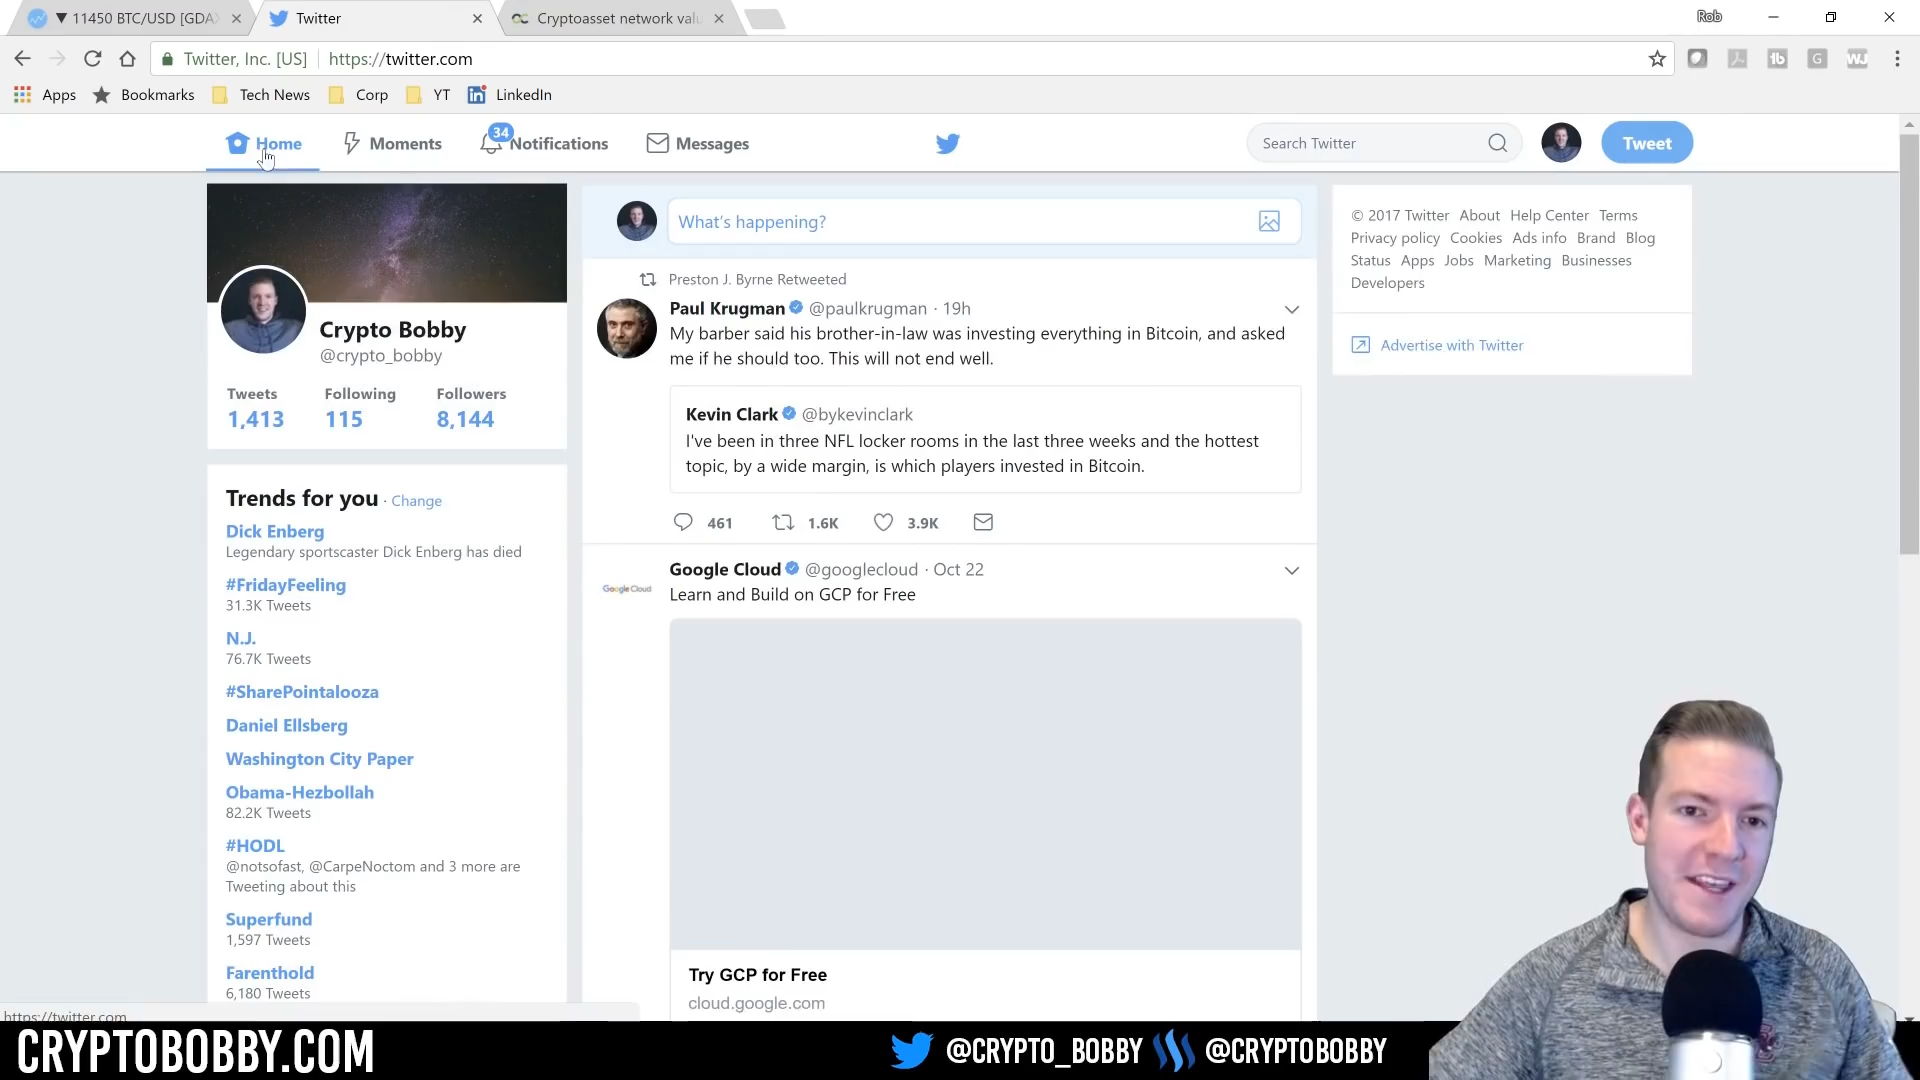 ▼ 11450 BTC/USD [GDA
Twitter
Cryptoasset network valu
Rob
Twitter, Inc. [US]
https://twitter.com
Apps
Bookmarks
Tech News
Corp
YT
LinkedIn
Home
Moments
34
Notifications
Messages
Search Twitter
Tweet
Crypto Bobby
@crypto_bobby
Tweets Following Followers
1,413 115 8,144
Trends for you · Change
Dick Enberg
Legendary sportscaster Dick Enberg has died
#FridayFeeling
31.3K Tweets
N.J.
76.7K Tweets
#SharePointalooza
Daniel Ellsberg
Washington City Paper
Obama-Hezbollah
82.2K Tweets
#HODL
@notsofast, @CarpeNoctom and 3 more are
Tweeting about this
Superfund
1,597 Tweets
Farenthold
6,180 Tweets
What's happening?
Preston J. Byrne Retweeted
Paul Krugman @paulkrugman · 19h
My barber said his brother-in-law was investing everything in Bitcoin, and asked
me if he should too. This will not end well.
Kevin Clark @bykevinclark
I've been in three NFL locker rooms in the last three weeks and the hottest
topic, by a wide margin, is which players invested in Bitcoin.
461 1.6K 3.9K
Google Cloud
Google Cloud @googlecloud · Oct 22
Learn and Build on GCP for Free
Try GCP for Free
cloud.google.com
© 2017 Twitter About Help Center Terms
Privacy policy Cookies Ads info Brand Blog
Status Apps Jobs Marketing Businesses
Developers
Advertise with Twitter
https://twitter.com
CRYPTOBOBBY.COM
@CRYPTO_BOBBY
@CRYPTOBOBBY